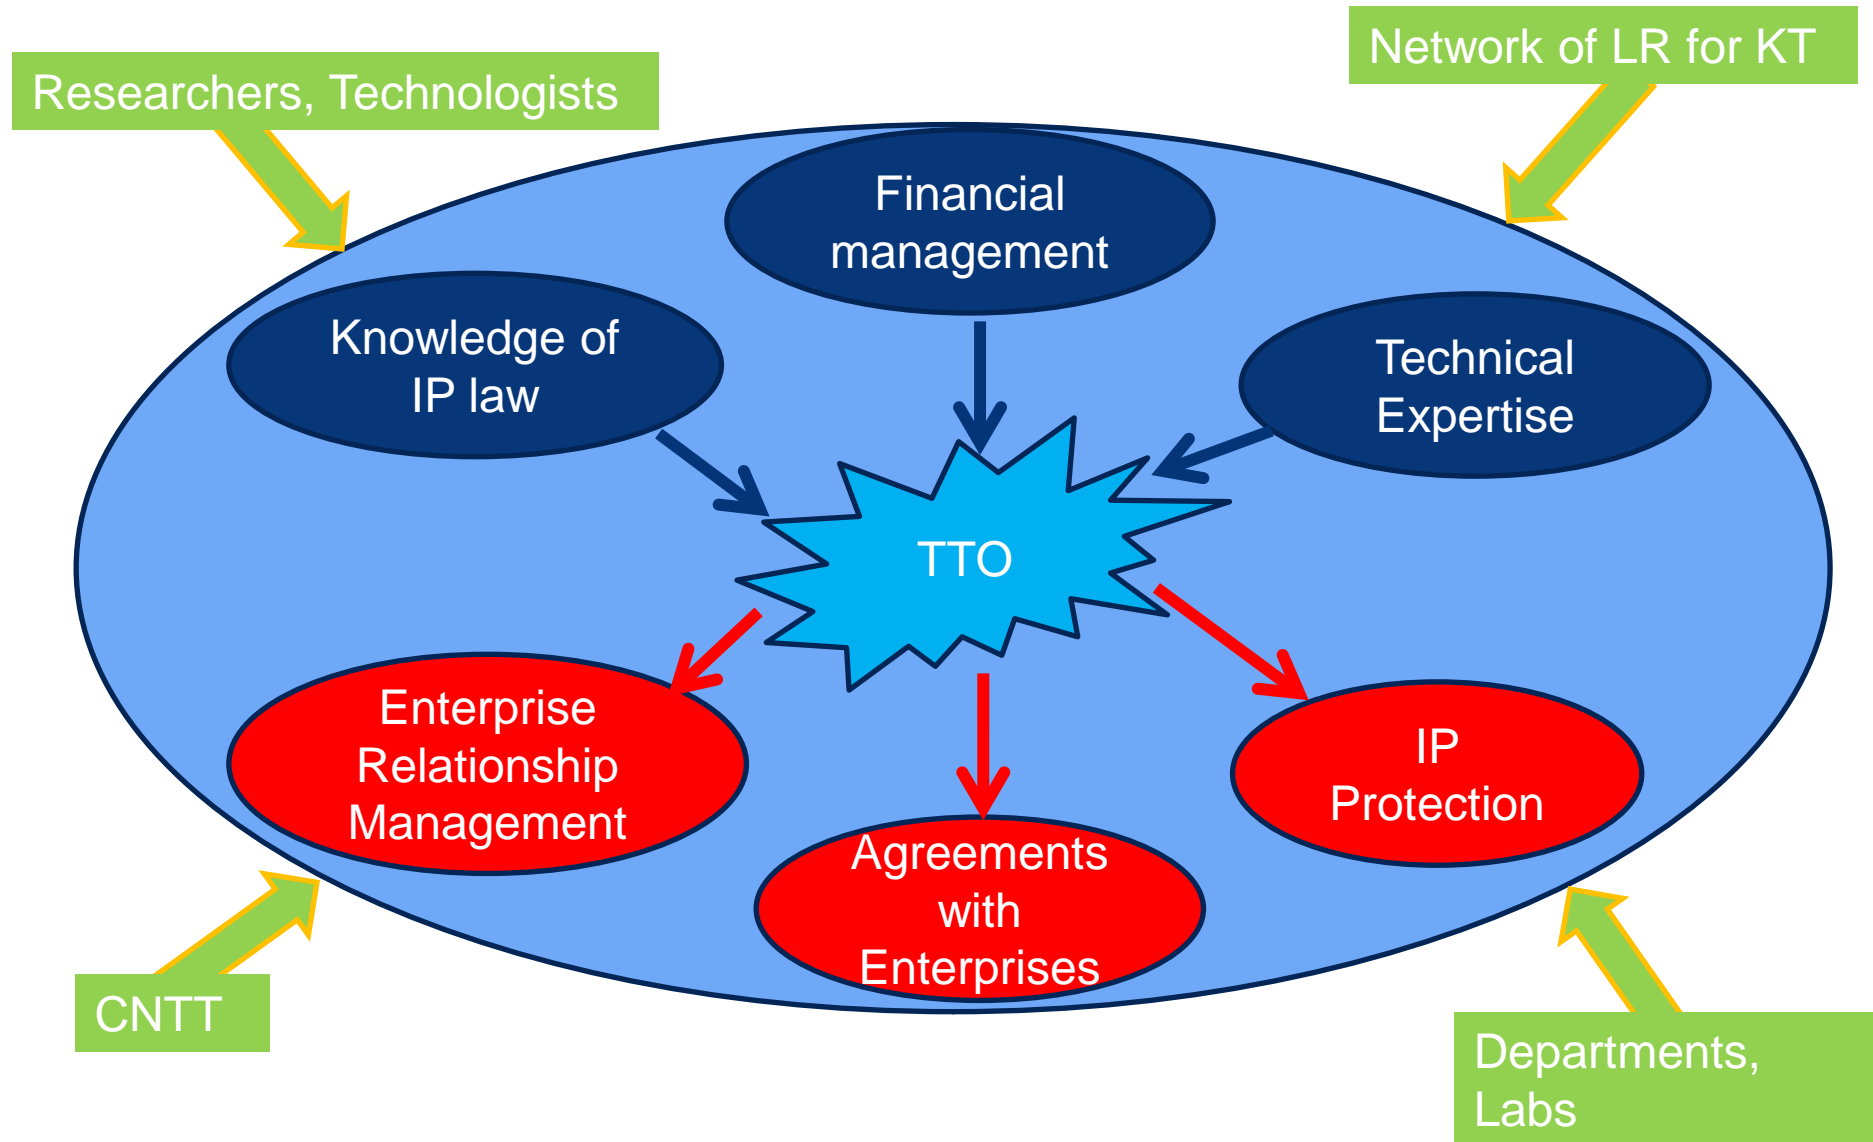 Network of LR for KT
Researchers, Technologists
Financial
management
Knowledge of
IP law
Technical
Expertise
TTO
Enterprise
Relationship
Management
IP
Protection
Agreements
with
Enterprises
CNTT
Departments,
Labs